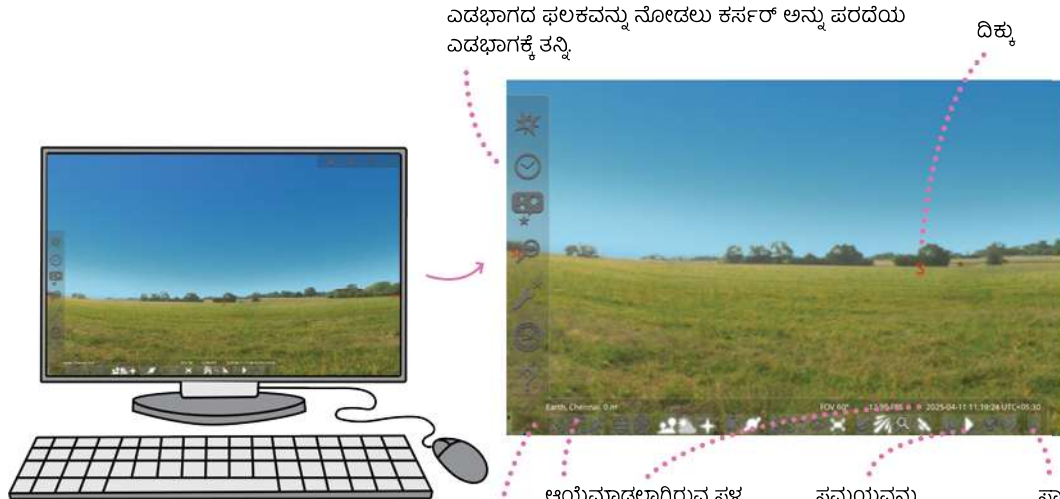 ಎಡಭಾಗದ ಫಲಕವನ್ನು ನೋಡಲು ಕರ್ಸರ್ ಅನ್ನು ಪರದೆಯ
ಎಡಭಾಗಕ್ಕೆ ತನ್ನಿ.
ದಿಕ್ಕು
S
Earth, Chennai, 0 m
FOV 60°
2025-04-11 11:19:24 UTC+05:30